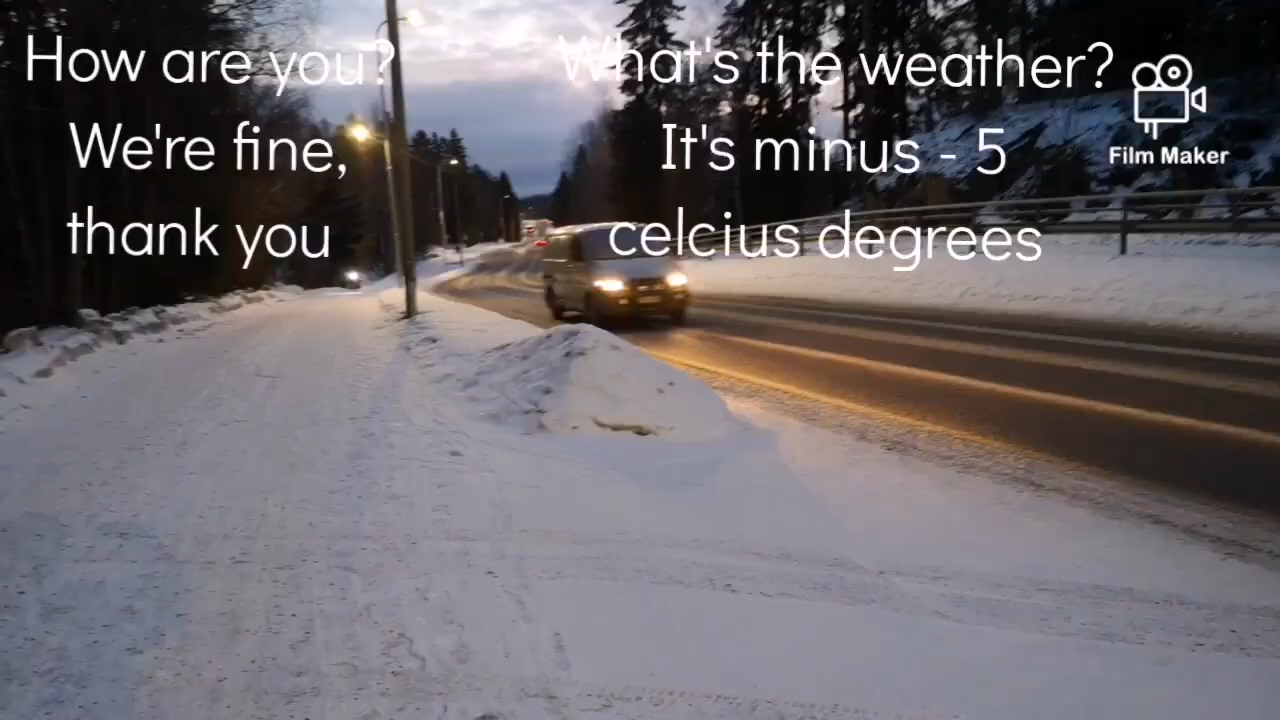 How are you?
We're fine,
thank you
What's the weather?
It's minus - 5
celcius degrees
Film Maker